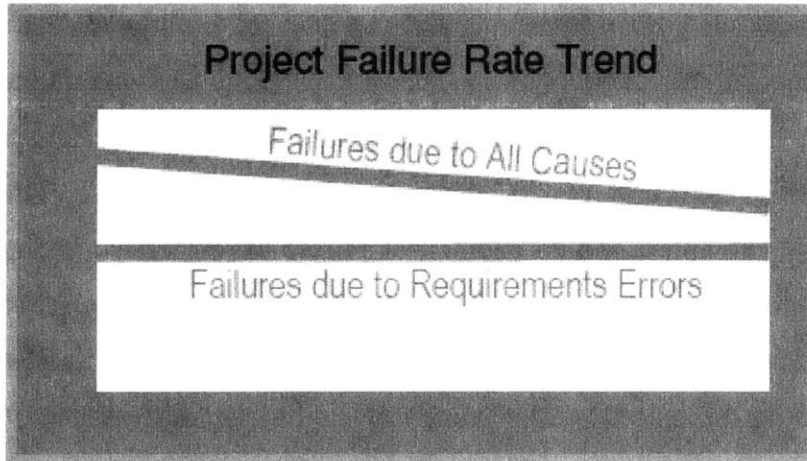 Project Failure Rate Trend
Failures due to All Causes
Failures due to Requirements Errors